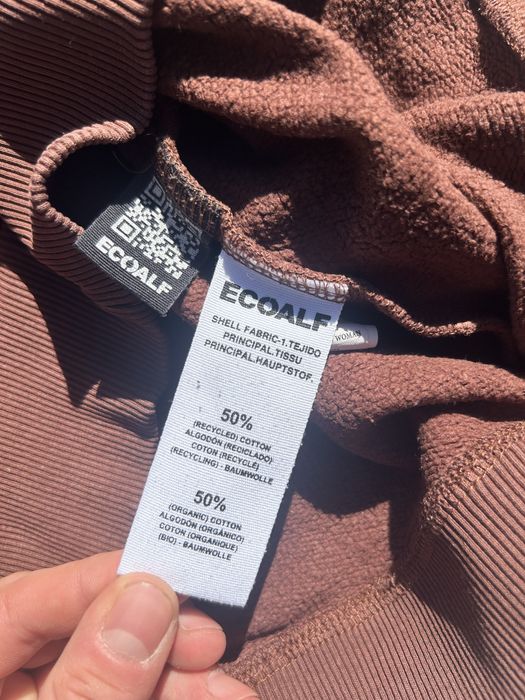 ECOALF
ECOALF
SHELL FABRIC-1.TEJIDO
PRINCIPAL.TISSU
PRINCIPAL.HAUPTSTOF.
WOMAN
50%
(RECYCLED) COTTON
ALGODÓN (RECICLADO)
COTON (RECYCLÉ)
(RECYCLING) - BAUMWOLLE
50%
(ORGANIC) COTTON
ALGODÓN (ORGÁNICO)
COTON (ORGANIQUE)
(BIO) - BAUMWOLLE